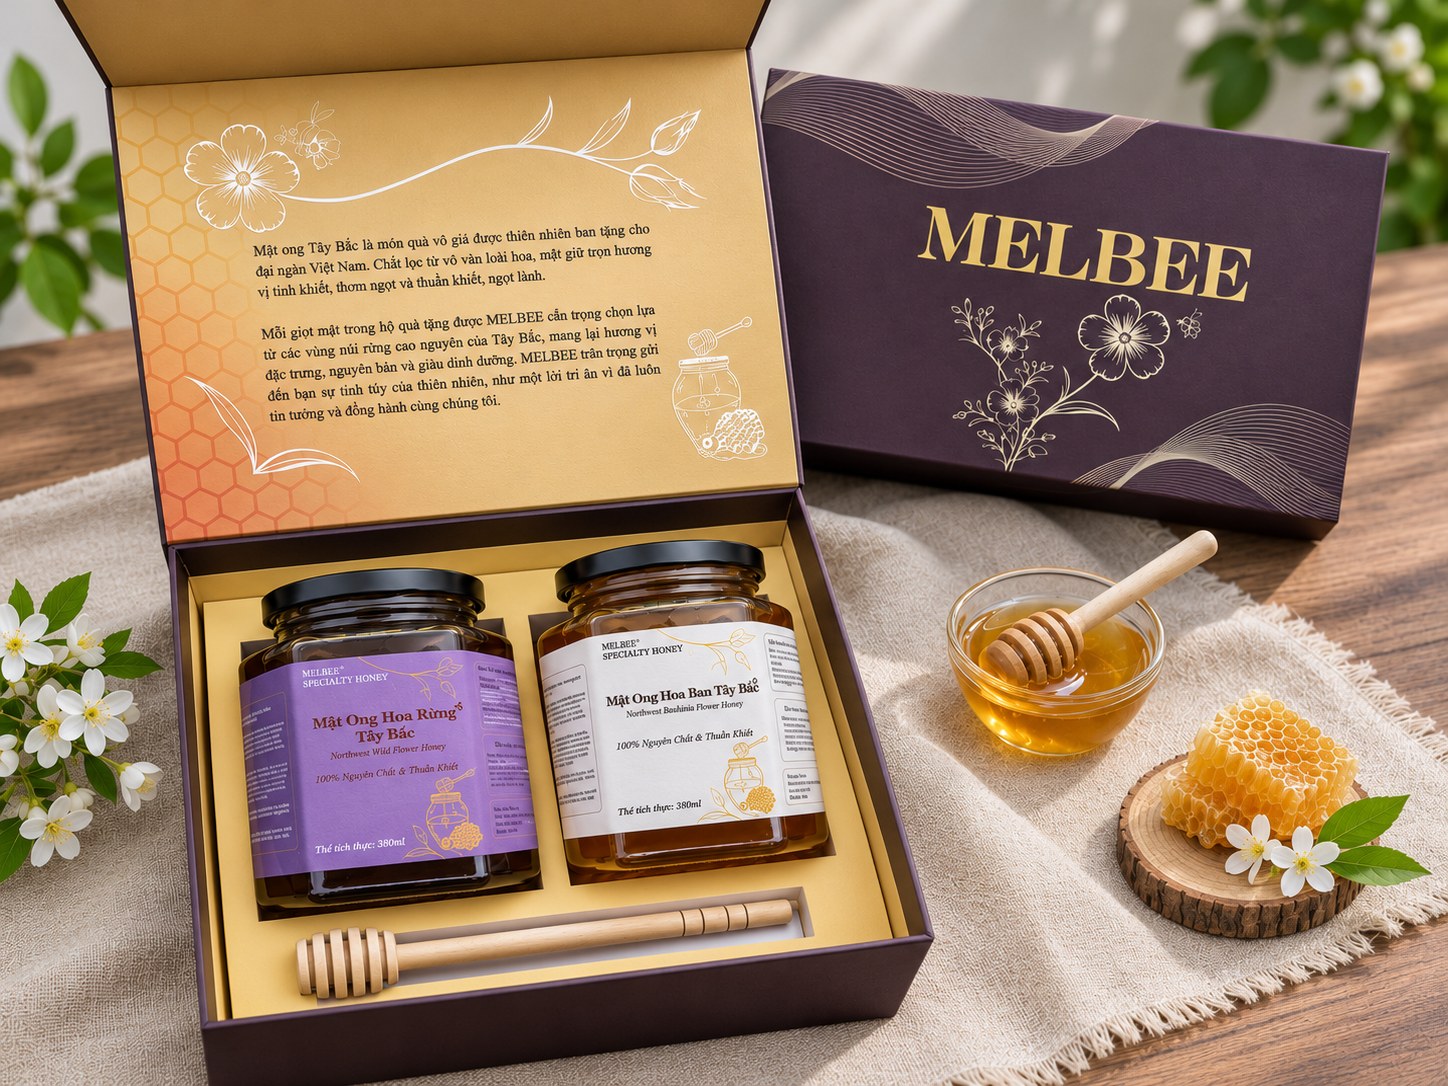 Mật ong Tây Bắc là món quà vô giá được thiên nhiên ban tặng cho
đại ngàn Việt Nam. Chắt lọc từ vô vàn loài hoa, mật giữ trọn hương
vị tinh khiết, thơm ngọt và thuần khiết, ngọt lành.
Mỗi giọt mật trong hộ quà tặng được MELBEE cẩn trọng chọn lựa
từ các vùng núi rừng cao nguyên của Tây Bắc, mang lại hương vị
đặc trưng, nguyên bản và giàu dinh dưỡng. MELBEE trân trọng gửi
đến bạn sự tinh túy của thiên nhiên, như một lời tri ân vì đã luôn
tin tưởng và đồng hành cùng chúng tôi.
MELBEE
MELBEE®
SPECIALTY HONEY
Mật Ong Hoa Rừng
Tây Bắc
Northwest Wild Flower Honey
100% Nguyên Chất & Thuần Khiết
Thể tích thực: 380ml
MELBEE®
SPECIALTY HONEY
Mật Ong Hoa Ban Tây Bắc
Northwest Bashinia Flower Honey
100% Nguyên Chất & Thuần Khiết
Thể tích thực: 380ml